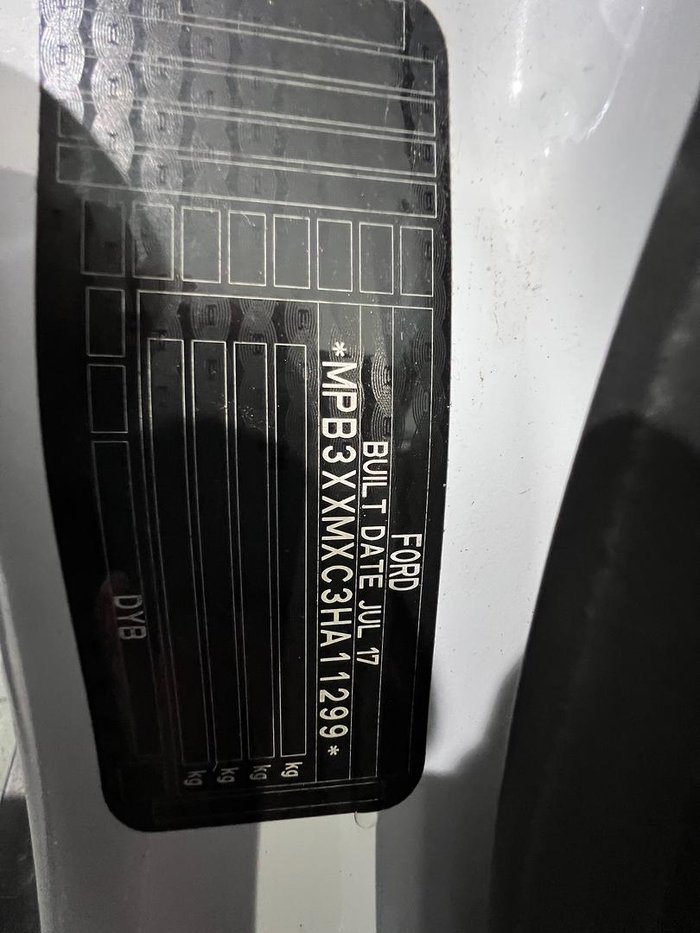 FORD
BUILT DATE JUL 17
*MPB3XXMXC3HA11299*
kg
kg
kg
kg
DYB